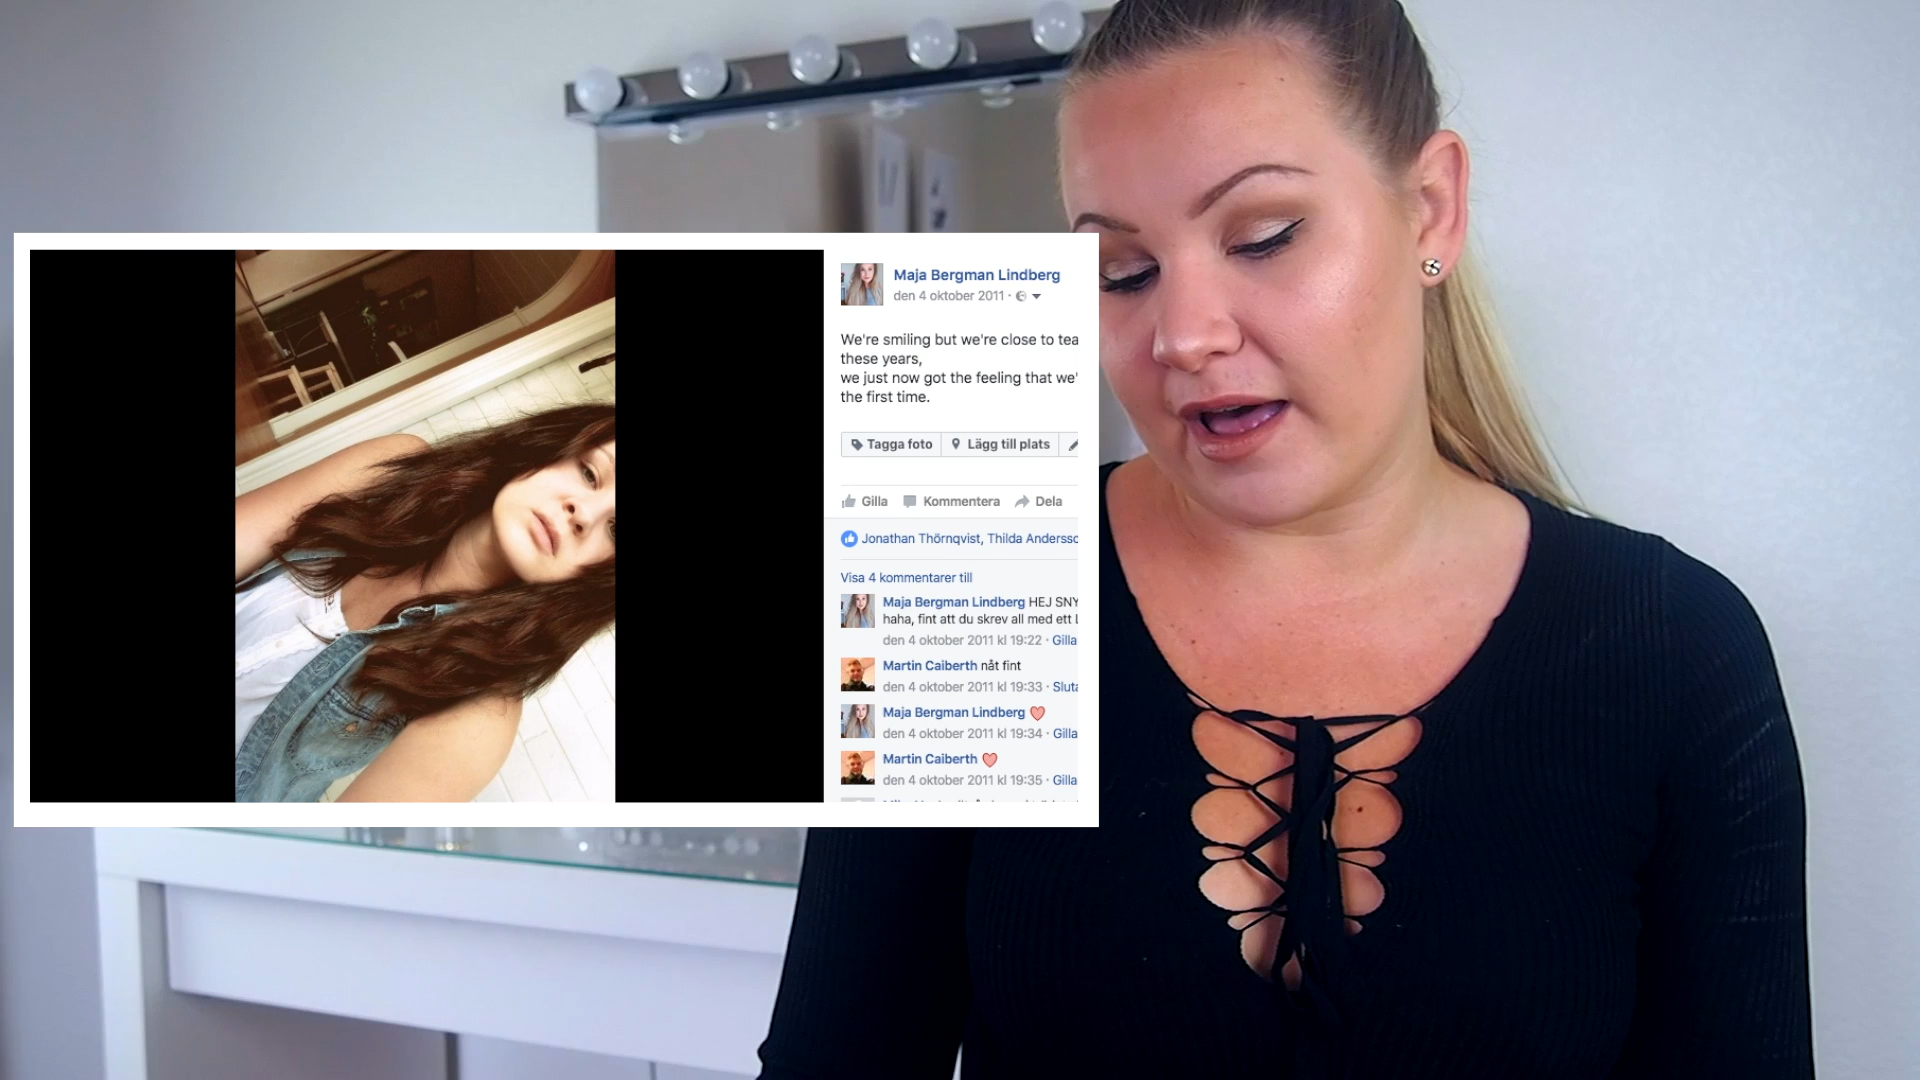 Maja Bergman Lindberg
den 4 oktober 2011 ·
We're smiling but we're close to tea
these years,
we just now got the feeling that we'
the first time.
Tagga foto
Lägg till plats
Gilla
Kommentera
Dela
Jonathan Thörnqvist, Thilda Anderssc
Visa 4 kommentarer till
Maja Bergman Lindberg HEJ SNY
haha, fint att du skrev all med ett L
den 4 oktober 2011 kl 19:22 · Gilla
Martin Caiberth nåt fint
den 4 oktober 2011 kl 19:33 · Sluta
Maja Bergman Lindberg
den 4 oktober 2011 kl 19:34 · Gilla
Martin Caiberth
den 4 oktober 2011 kl 19:35 · Gilla